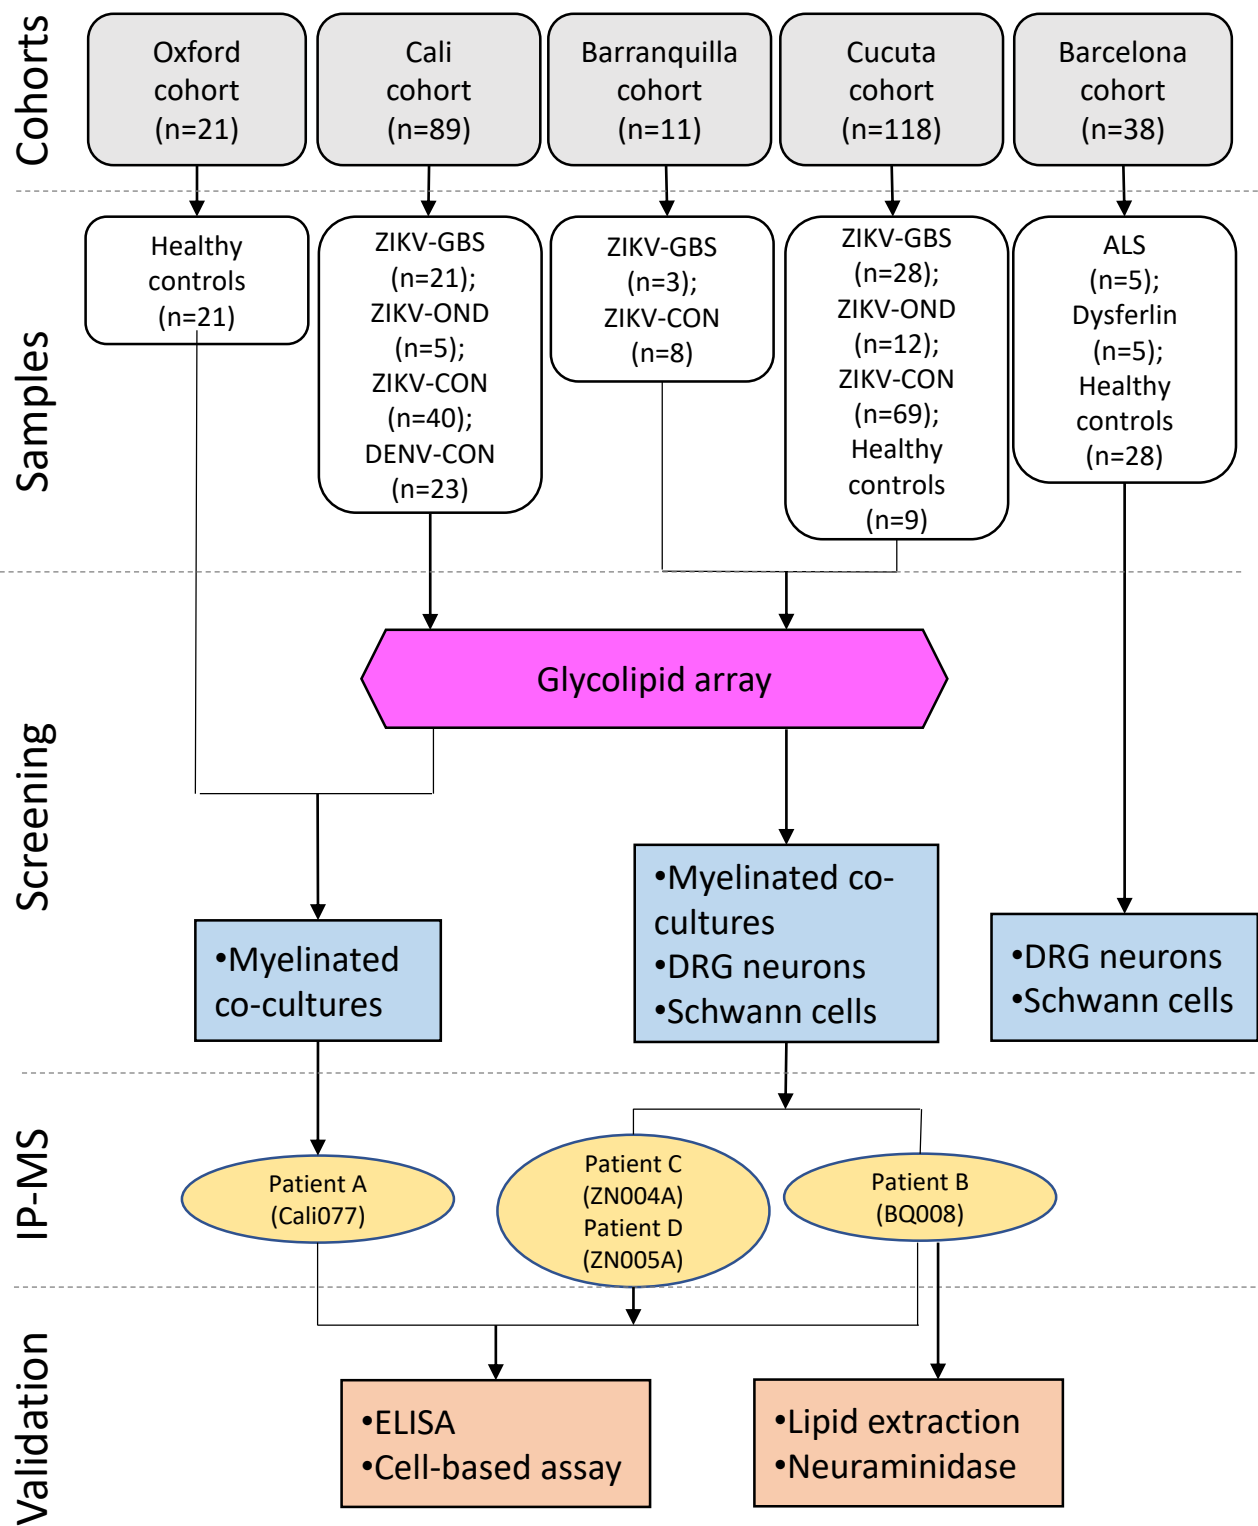 Cohorts
Oxford
cohort
(n=21)
Cali
cohort
(n=89)
Barranquilla
cohort
(n=11)
Cucuta
cohort
(n=118)
Barcelona
cohort
(n=38)
Samples
Healthy
controls
(n=21)
ZIKV-GBS
(n=21);
ZIKV-OND
(n=5);
ZIKV-CON
(n=40);
DENV-CON
(n=23)
ZIKV-GBS
(n=3);
ZIKV-CON
(n=8)
ZIKV-GBS
(n=28);
ZIKV-OND
(n=12);
ZIKV-CON
(n=69);
Healthy
controls
(n=9)
ALS
(n=5);
Dysferlin
(n=5);
Healthy
controls
(n=28)
Screening
Glycolipid array
•Myelinated
co-cultures
•Myelinated co-
cultures
•DRG neurons
•Schwann cells
•DRG neurons
•Schwann cells
IP-MS
Patient A
(Cali077)
Patient C
(ZN004A)
Patient D
(ZN005A)
Patient B
(BQ008)
Validation
•ELISA
•Cell-based assay
•Lipid extraction
•Neuraminidase